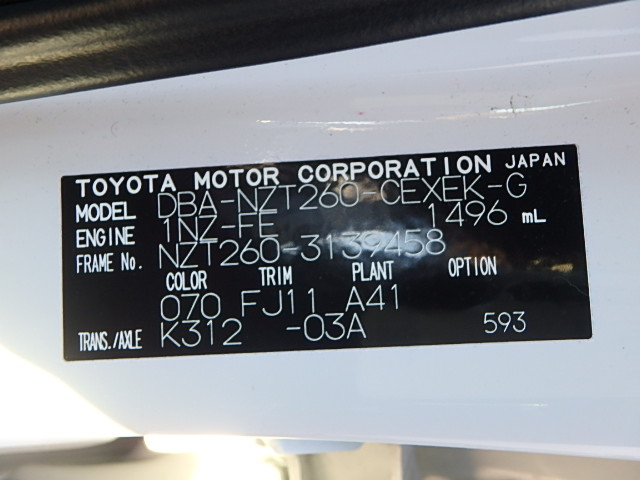 TOYOTA MOTOR CORPORATION JAPAN
MODEL DBA-NZT260-CEXEK-G
ENGINE 1NZ-FE 1496 mL
FRAME No. NZT260-3139458
COLOR TRIM PLANT OPTION
070 FJ11 A41
TRANS./AXLE K312 -03A 593